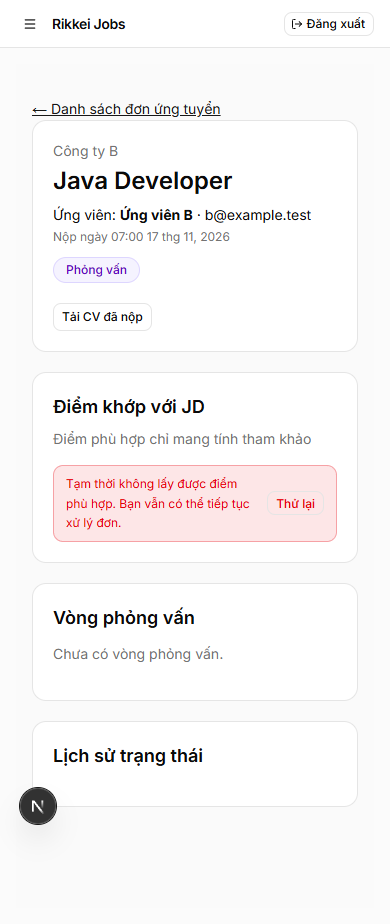 Rikkei Jobs
Đăng xuất
← Danh sách đơn ứng tuyển
Công ty B
Java Developer
Ứng viên: Ứng viên B · b@example.test
Nộp ngày 07:00 17 thg 11, 2026
Phỏng vấn
Tải CV đã nộp
Điểm khớp với JD
Điểm phù hợp chỉ mang tính tham khảo
Tạm thời không lấy được điểm
phù hợp. Bạn vẫn có thể tiếp tục
xử lý đơn.
Thử lại
Vòng phỏng vấn
Chưa có vòng phỏng vấn.
Lịch sử trạng thái
N